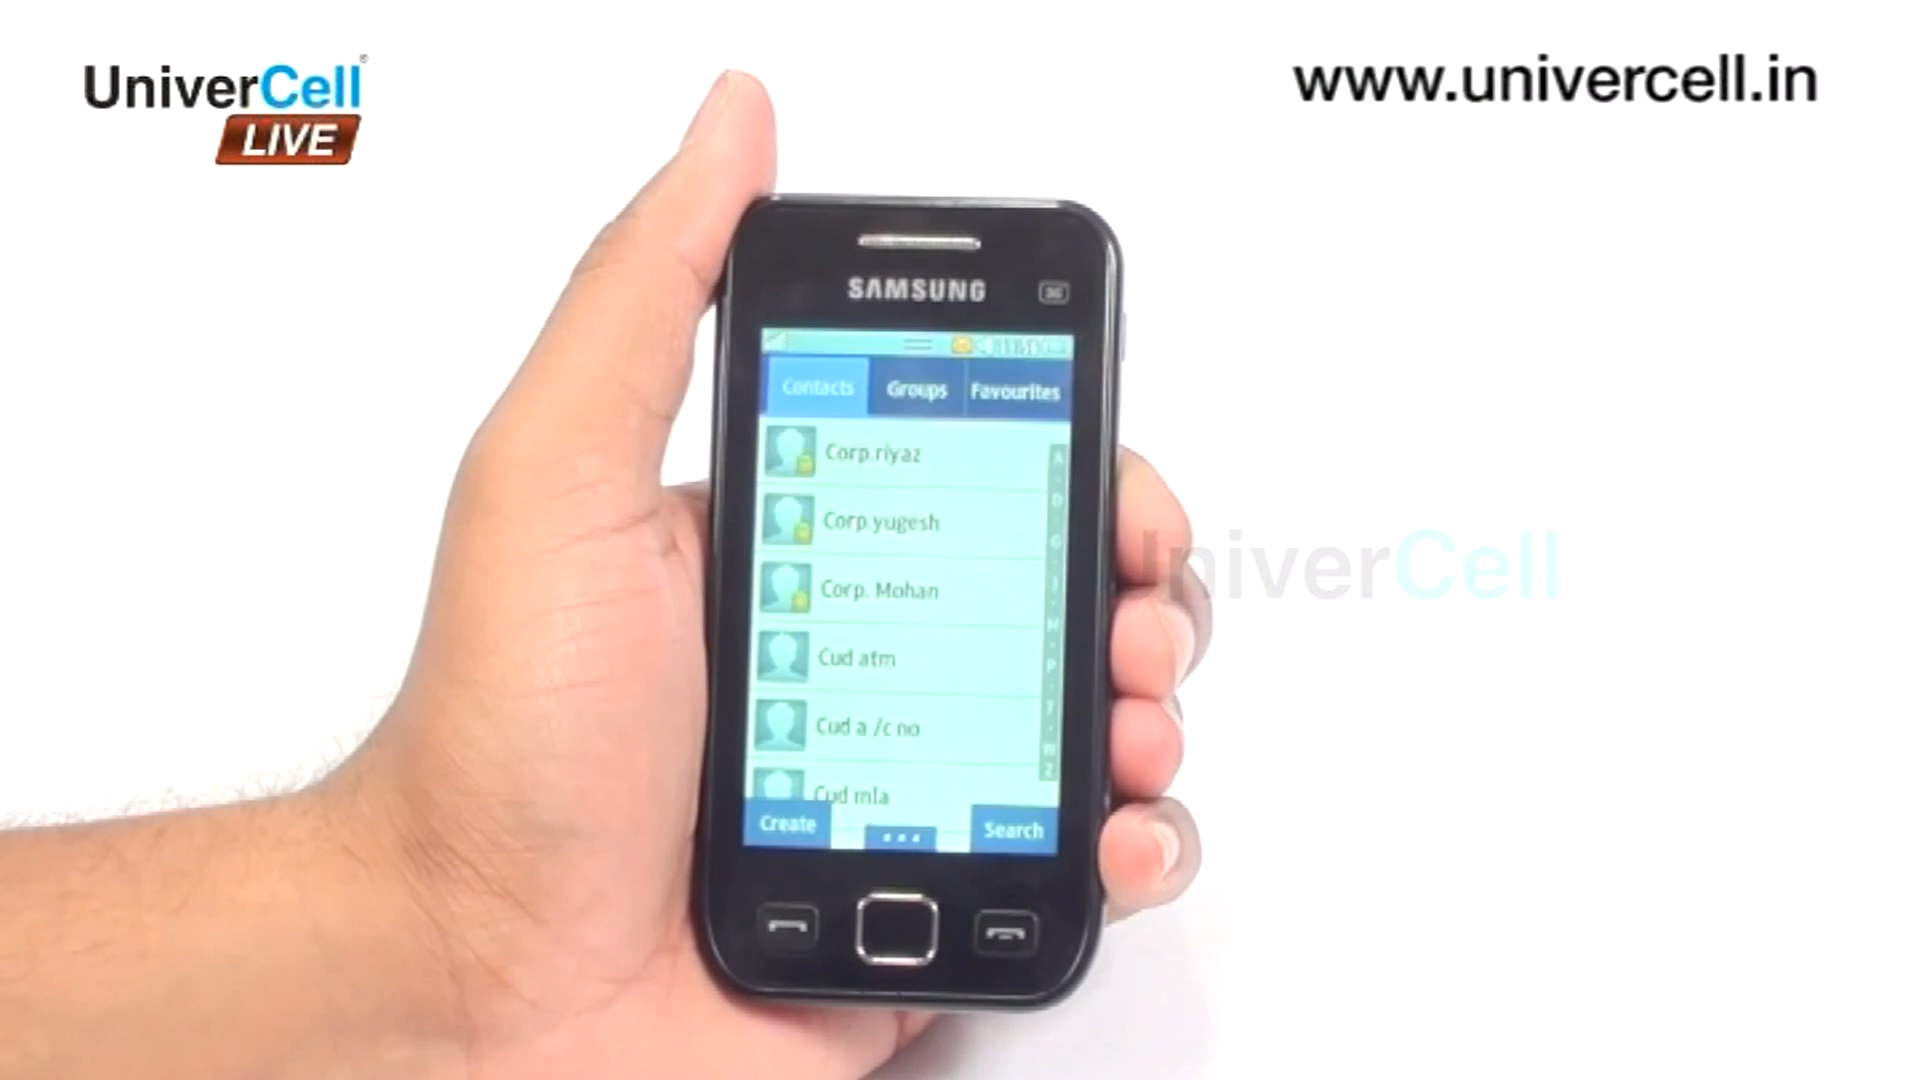 UniverCell
LIVE
www.univercell.in
SAMSUNG
3G
Contacts Groups Favourites
Corp.riyaz
Corp.yugesh
Corp. Mohan
Cud atm
Cud a /c no
Cud mla
Create
Search
A
D
G
J
M
P
T
W
Z
UniverCell